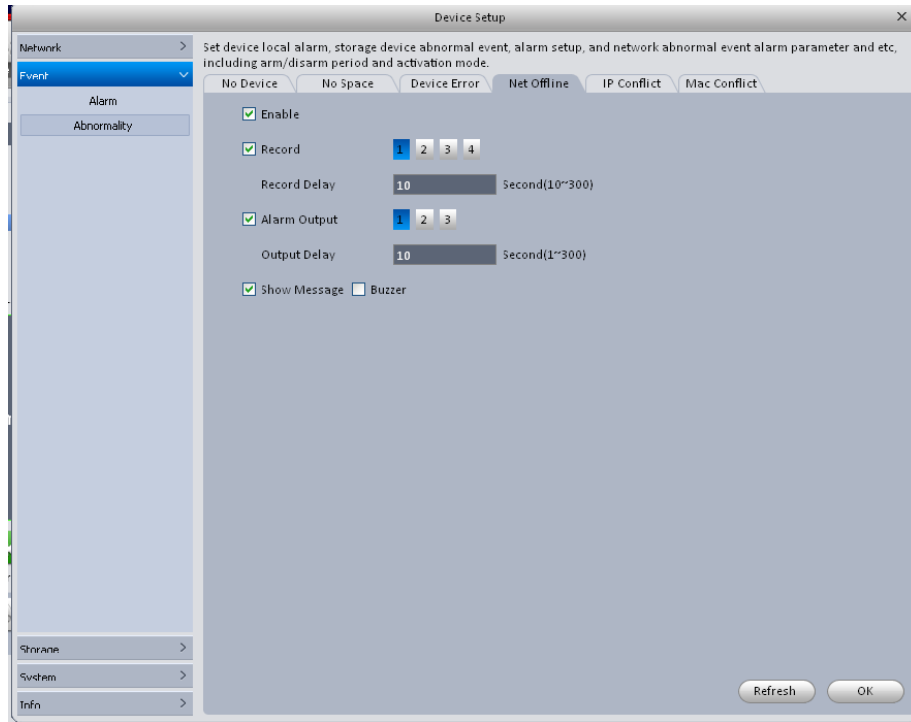 Device Setup
Network
Event
Alarm
Abnormality
Storage
System
Info
Set device local alarm, storage device abnormal event, alarm setup, and network abnormal event alarm parameter and etc,
including arm/disarm period and activation mode.
No Device No Space Device Error Net Offline IP Conflict Mac Conflict
Enable
Record 1 2 3 4
Record Delay 10 Second(10~300)
Alarm Output 1 2 3
Output Delay 10 Second(1~300)
Show Message Buzzer
Refresh OK